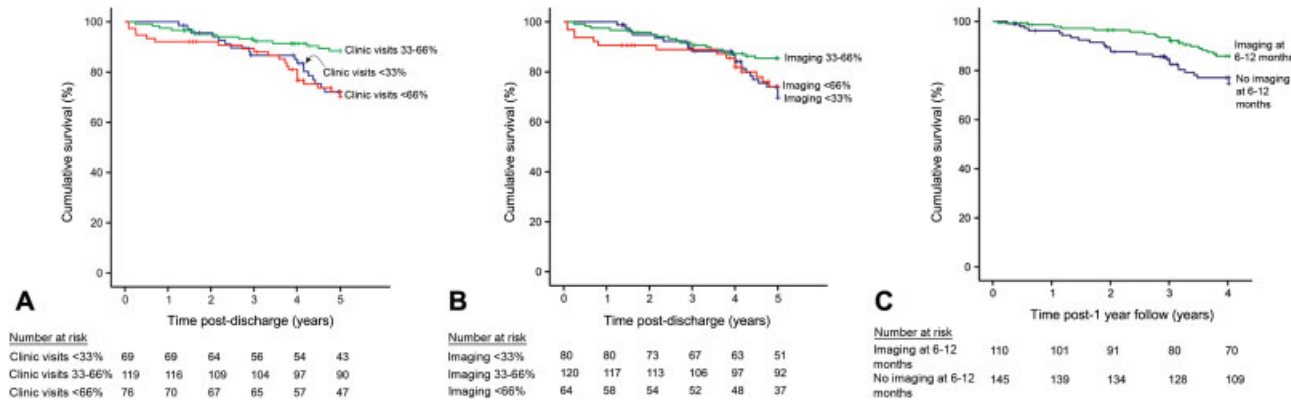 100
80
60
40
80
20
0
Cumulative survival (%)
Clinic visits 33-66%
Clinic visits <33%
Clinic visits <66%
0 1 2 3 4 5
Time post-discharge (years)
A
Number at risk
Clinic visits <33% 69 69 64 56 54 43
Clinic visits 33-66% 119 116 109 104 97 90
Clinic visits <66% 76 70 67 65 57 47
100
80
60
40
80
20
0
Cumulative survival (%)
Imaging 33-66%
Imaging <66%
Imaging <33%
0 1 2 3 4 5
Time post-discharge (years)
B
Number at risk
Imaging <33% 80 80 73 67 63 51
Imaging 33-66% 120 117 113 106 97 92
Imaging <66% 64 58 54 52 48 37
100
80
60
40
80
20
0
Cumulative survival (%)
Imaging at
6-12 months
No imaging
at 6-12
months
0 1 2 3 4
Time post-1 year follow (years)
C
Number at risk
Imaging at 6-12 110 101 91 80 70
months
No imaging at 6-12 145 139 134 128 109
months